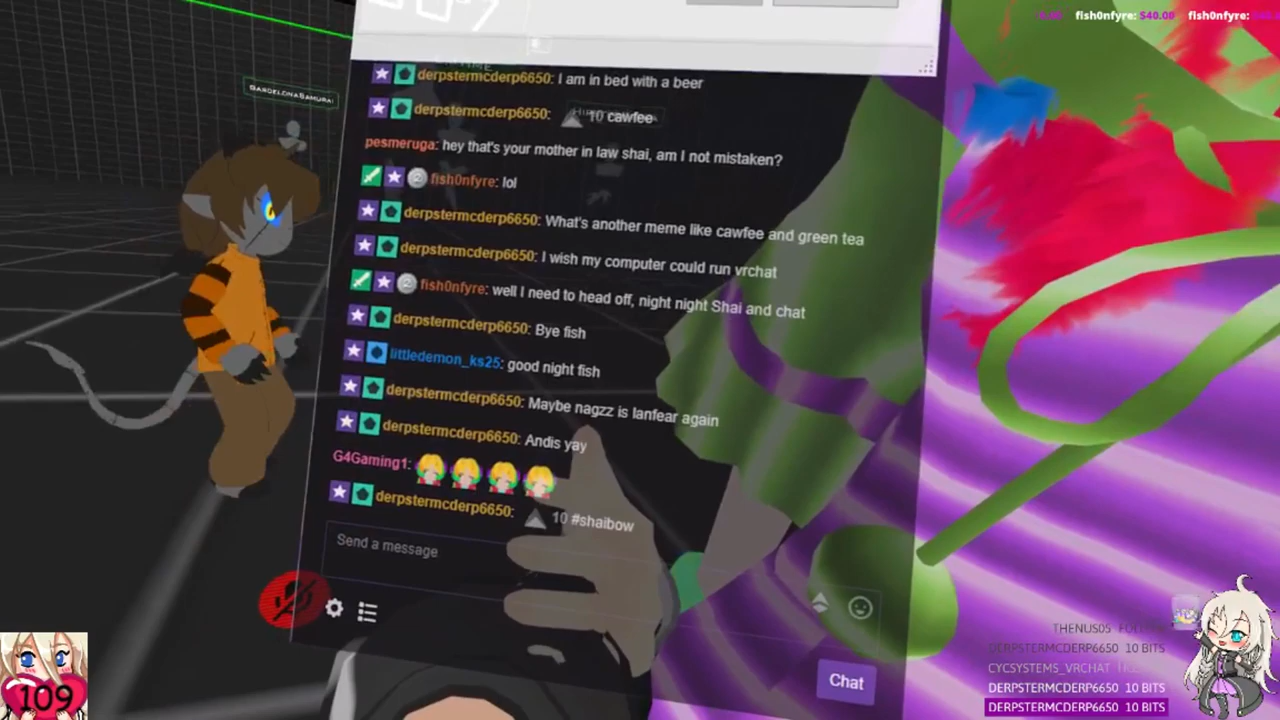 fish0nfyre: $40.00 fish0nfyre:
BARCELONASAMURAI
derpstermcderp6650: I am in bed with a beer
derpstermcderp6650: 10 cawfee
pesmeruga: hey that's your mother in law shai, am I not mistaken?
fish0nfyre: lol
derpstermcderp6650: What's another meme like cawfee and green tea
derpstermcderp6650: I wish my computer could run vrchat
fish0nfyre: well I need to head off, night night Shai and chat
derpstermcderp6650: Bye fish
littledemon_ks25: good night fish
derpstermcderp6650: Maybe nagzz is lanfear again
derpstermcderp6650: Andis yay
G4Gaming1:
derpstermcderp6650: 10 #shaibow
Send a message
Chat
109
THENUS05
DERPSTERMCDERP6650 10 BITS
CYCSYSTEMS_VRCHAT
DERPSTERMCDERP6650 10 BITS
DERPSTERMCDERP6650 10 BITS